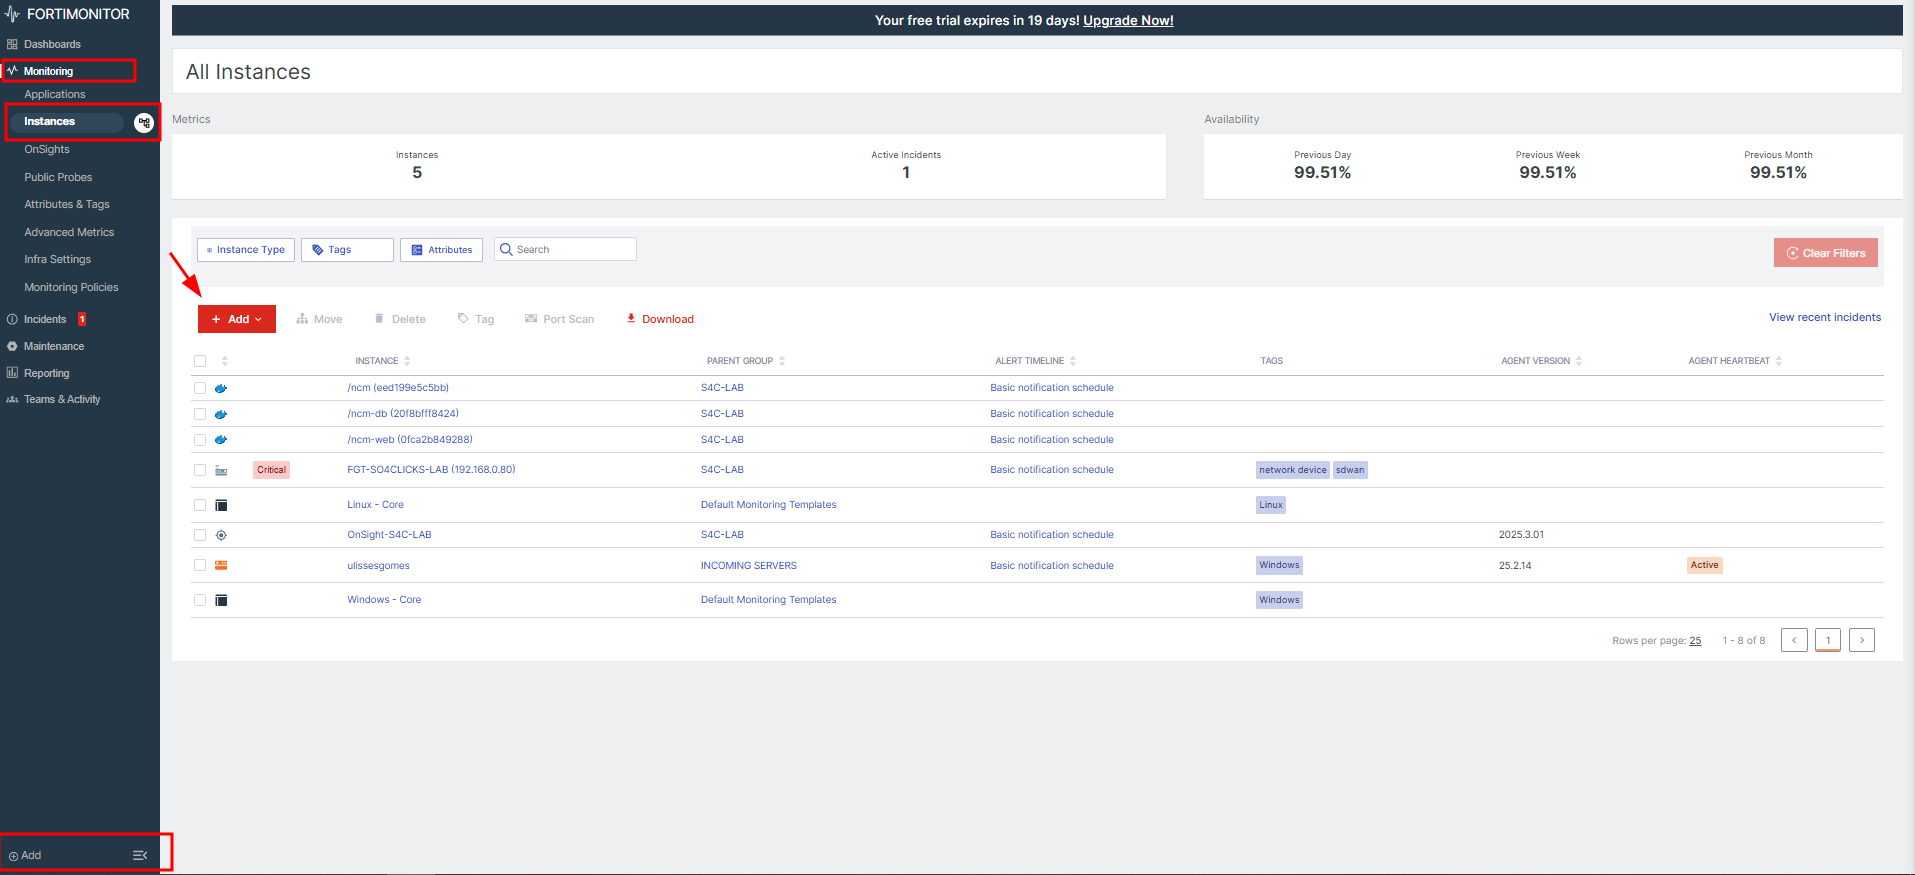 FORTIMONITOR
Dashboards
Monitoring
Applications
Instances
OnSights
Public Probes
Attributes & Tags
Advanced Metrics
Infra Settings
Monitoring Policies
Incidents 1
Maintenance
Reporting
Teams & Activity
Add
Your free trial expires in 19 days! Upgrade Now!
All Instances
Metrics
Instances
5
Active Incidents
1
Availability
Previous Day
99.51%
Previous Week
99.51%
Previous Month
99.51%
Instance Type Tags Attributes Search Clear Filters
+ Add Move Delete Tag Port Scan Download View recent incidents
INSTANCE PARENT GROUP ALERT TIMELINE TAGS AGENT VERSION AGENT HEARTBEAT
/ncm (eed199e5c5bb) S4C-LAB Basic notification schedule
/ncm-db (20f8bfff8424) S4C-LAB Basic notification schedule
/ncm-web (0fca2b849288) S4C-LAB Basic notification schedule
Critical FGT-SO4CLICKS-LAB (192.168.0.80) S4C-LAB Basic notification schedule network device sdwan
Linux - Core Default Monitoring Templates Linux
OnSight-S4C-LAB S4C-LAB Basic notification schedule 2025.3.01
ulissesgomes INCOMING SERVERS Basic notification schedule Windows 25.2.14 Active
Windows - Core Default Monitoring Templates Windows
Rows per page: 25 1 - 8 of 8 < 1 >